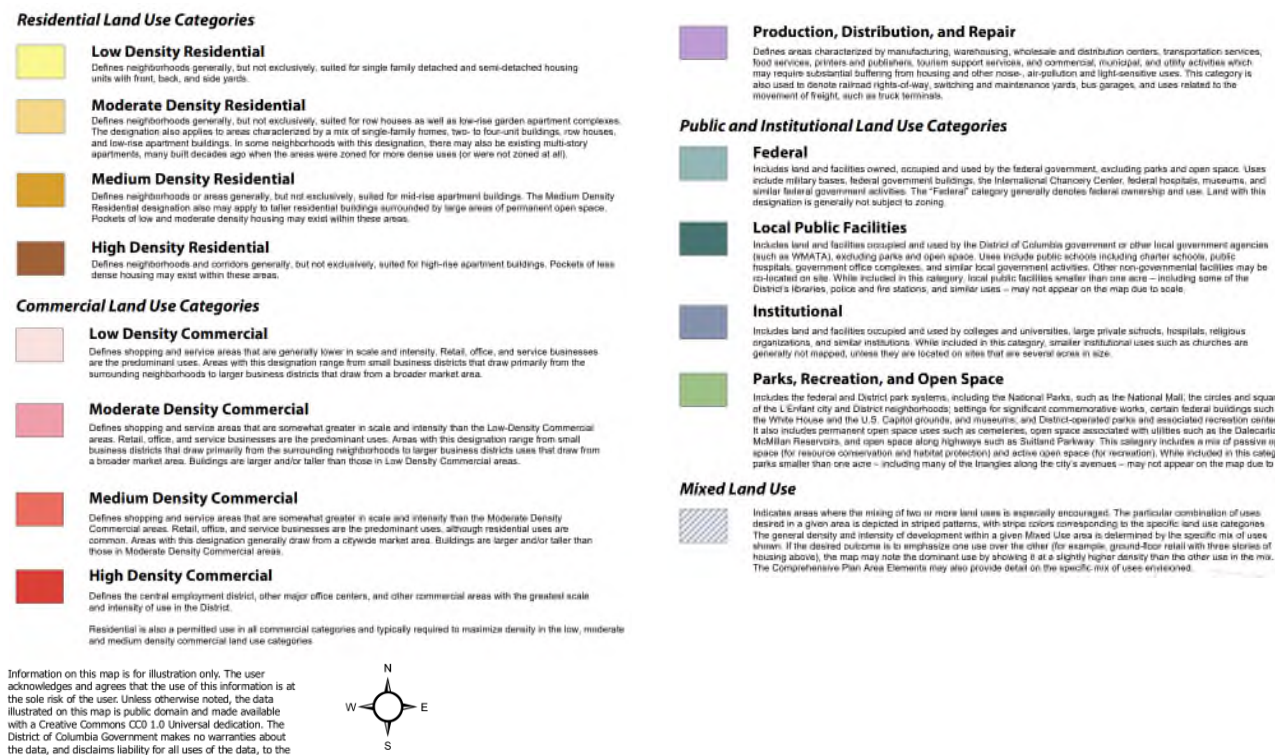 Residential Land Use Categories
Low Density Residential
Defines neighborhoods generally, but not exclusively, suited for single family detached and semi-detached housing
units with front, back, and side yards.
Moderate Density Residential
Defines neighborhoods generally, but not exclusively, suited for row houses as well as low-rise garden apartment complexes.
The designation also applies to areas characterized by a mix of single-family homes, two- to four-unit buildings, row houses,
and low-rise apartment buildings. In some neighborhoods with this designation, there may also be existing multi-story
apartments, many built decades ago when the areas were zoned for more dense uses (or were not zoned at all).
Medium Density Residential
Defines neighborhoods or areas generally, but not exclusively, suited for mid-rise apartment buildings. The Medium Density
Residential designation also may apply to taller residential buildings surrounded by large areas of permanent open space.
Pockets of low and moderate density housing may exist within these areas.
High Density Residential
Defines neighborhoods and corridors generally, but not exclusively, suited for high-rise apartment buildings. Pockets of less
dense housing may exist within these areas.
Commercial Land Use Categories
Low Density Commercial
Defines shopping and service areas that are generally lower in scale and intensity. Retail, office, and service businesses
are the predominant uses. Areas with this designation range from small business districts that draw primarily from the
surrounding neighborhoods to larger business districts that draw from a broader market area.
Moderate Density Commercial
Defines shopping and service areas that are somewhat greater in scale and intensity than the Low-Density Commercial
areas. Retail, office, and service businesses are the predominant uses. Areas with this designation range from small
business districts that draw primarily from the surrounding neighborhoods to larger business districts uses that draw from
a broader market area. Buildings are larger and/or taller than those in Low Density Commercial areas.
Medium Density Commercial
Defines shopping and service areas that are somewhat greater in scale and intensity than the Moderate Density
Commercial areas. Retail, office, and service businesses are the predominant uses, although residential uses are
common. Areas with this designation generally draw from a citywide market area. Buildings are larger and/or taller than
those in Moderate Density Commercial areas.
High Density Commercial
Defines the central employment district, other major office centers, and other commercial areas with the greatest scale
and intensity of use in the District.
Residential is also a permitted use in all commercial categories and typically required to maximize density in the low, moderate
and medium density commercial land use categories
Information on this map is for illustration only. The user
acknowledges and agrees that the use of this information is at
the sole risk of the user. Unless otherwise noted, the data
illustrated on this map is public domain and made available
with a Creative Commons CC0 1.0 Universal dedication. The
District of Columbia Government makes no warranties about
the data, and disclaims liability for all uses of the data, to the
N
W E
S
Production, Distribution, and Repair
Defines areas characterized by manufacturing, warehousing, wholesale and distribution centers, transportation services,
food services, printers and publishers, tourism support services, and commercial, municipal, and utility activities which
may require substantial buffering from housing and other noise-, air-pollution and light-sensitive uses. This category is
also used to denote railroad rights-of-way, switching and maintenance yards, bus garages, and uses related to the
movement of freight, such as truck terminals.
Public and Institutional Land Use Categories
Federal
Includes land and facilities owned, occupied and used by the federal government, excluding parks and open space. Uses
include military bases, federal government buildings, the International Chancery Center, federal hospitals, museums, and
similar federal government activities. The "Federal" category generally denotes federal ownership and use. Land with this
designation is generally not subject to zoning.
Local Public Facilities
Includes land and facilities occupied and used by the District of Columbia government or other local government agencies
(such as WMATA), excluding parks and open space. Uses include public schools including charter schools, public
hospitals, government office complexes, and similar local government activities. Other non-governmental facilities may be
co-located on site. While included in this category, local public facilities smaller than one acre – including some of the
District's libraries, police and fire stations, and similar uses – may not appear on the map due to scale.
Institutional
Includes land and facilities occupied and used by colleges and universities, large private schools, hospitals, religious
organizations, and similar institutions. While included in this category, smaller institutional uses such as churches are
generally not mapped, unless they are located on sites that are several acres in size.
Parks, Recreation, and Open Space
Includes the federal and District park systems, including the National Parks, such as the National Mall; the circles and
of the L'Enfant city and District neighborhoods; settings for significant commemorative works, certain federal buildings such
the White House and the U.S. Capitol grounds, and museums; and District-operated parks and associated recreation
It also includes permanent open space uses such as cemeteries, open space associated with utilities such as the
McMillan Reservoirs, and open space along highways such as Suitland Parkway. This category includes a mix of passive
space (for resource conservation and habitat protection) and active open space (for recreation). While included in this
parks smaller than one acre – including many of the triangles along the city's avenues – may not appear on the map due to
Mixed Land Use
Indicates areas where the mixing of two or more land uses is especially encouraged. The particular combination of uses
desired in a given area is depicted in striped patterns, with stripe colors corresponding to the specific land use categories.
The general density and intensity of development within a given Mixed Use area is determined by the specific mix of uses
shown. If the desired outcome is to emphasize one use over the other (for example, ground-floor retail with three stories of
housing above), the map may note the dominant use by showing it at a slightly higher density than the other use in the mix.
The Comprehensive Plan Area Elements may also provide detail on the specific mix of uses envisioned.